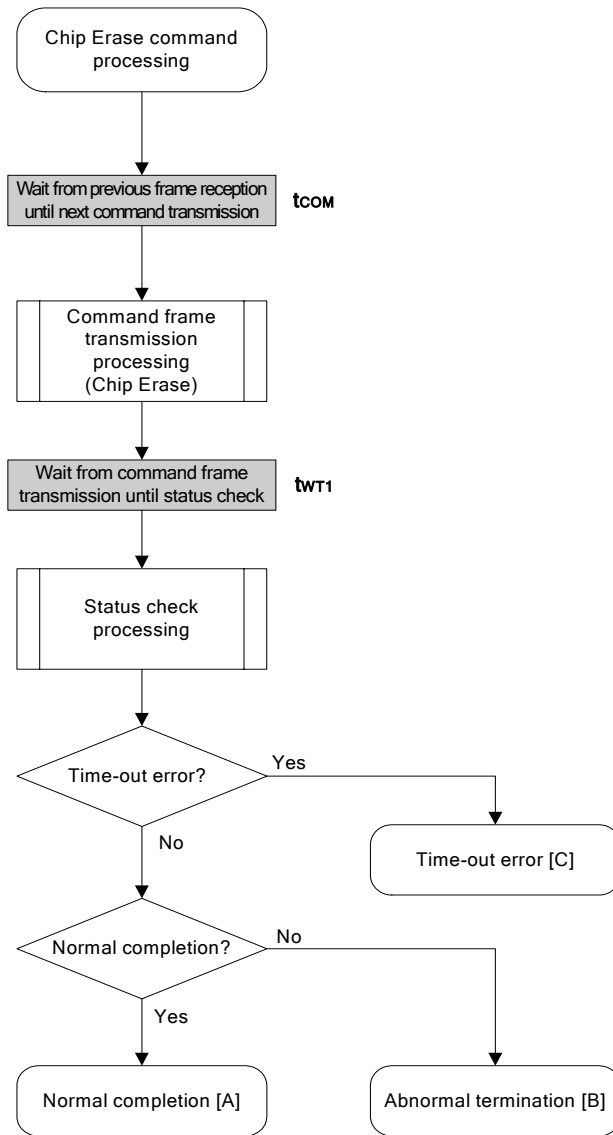 Chip Erase command
processing
Wait from previous frame reception
until next command transmission
tCOM
Command frame
transmission
processing
(Chip Erase)
Wait from command frame
transmission until status check
tWT1
Status check
processing
Time-out error?
Yes
No
Time-out error [C]
Normal completion?
No
Yes
Normal completion [A]
Abnormal termination [B]